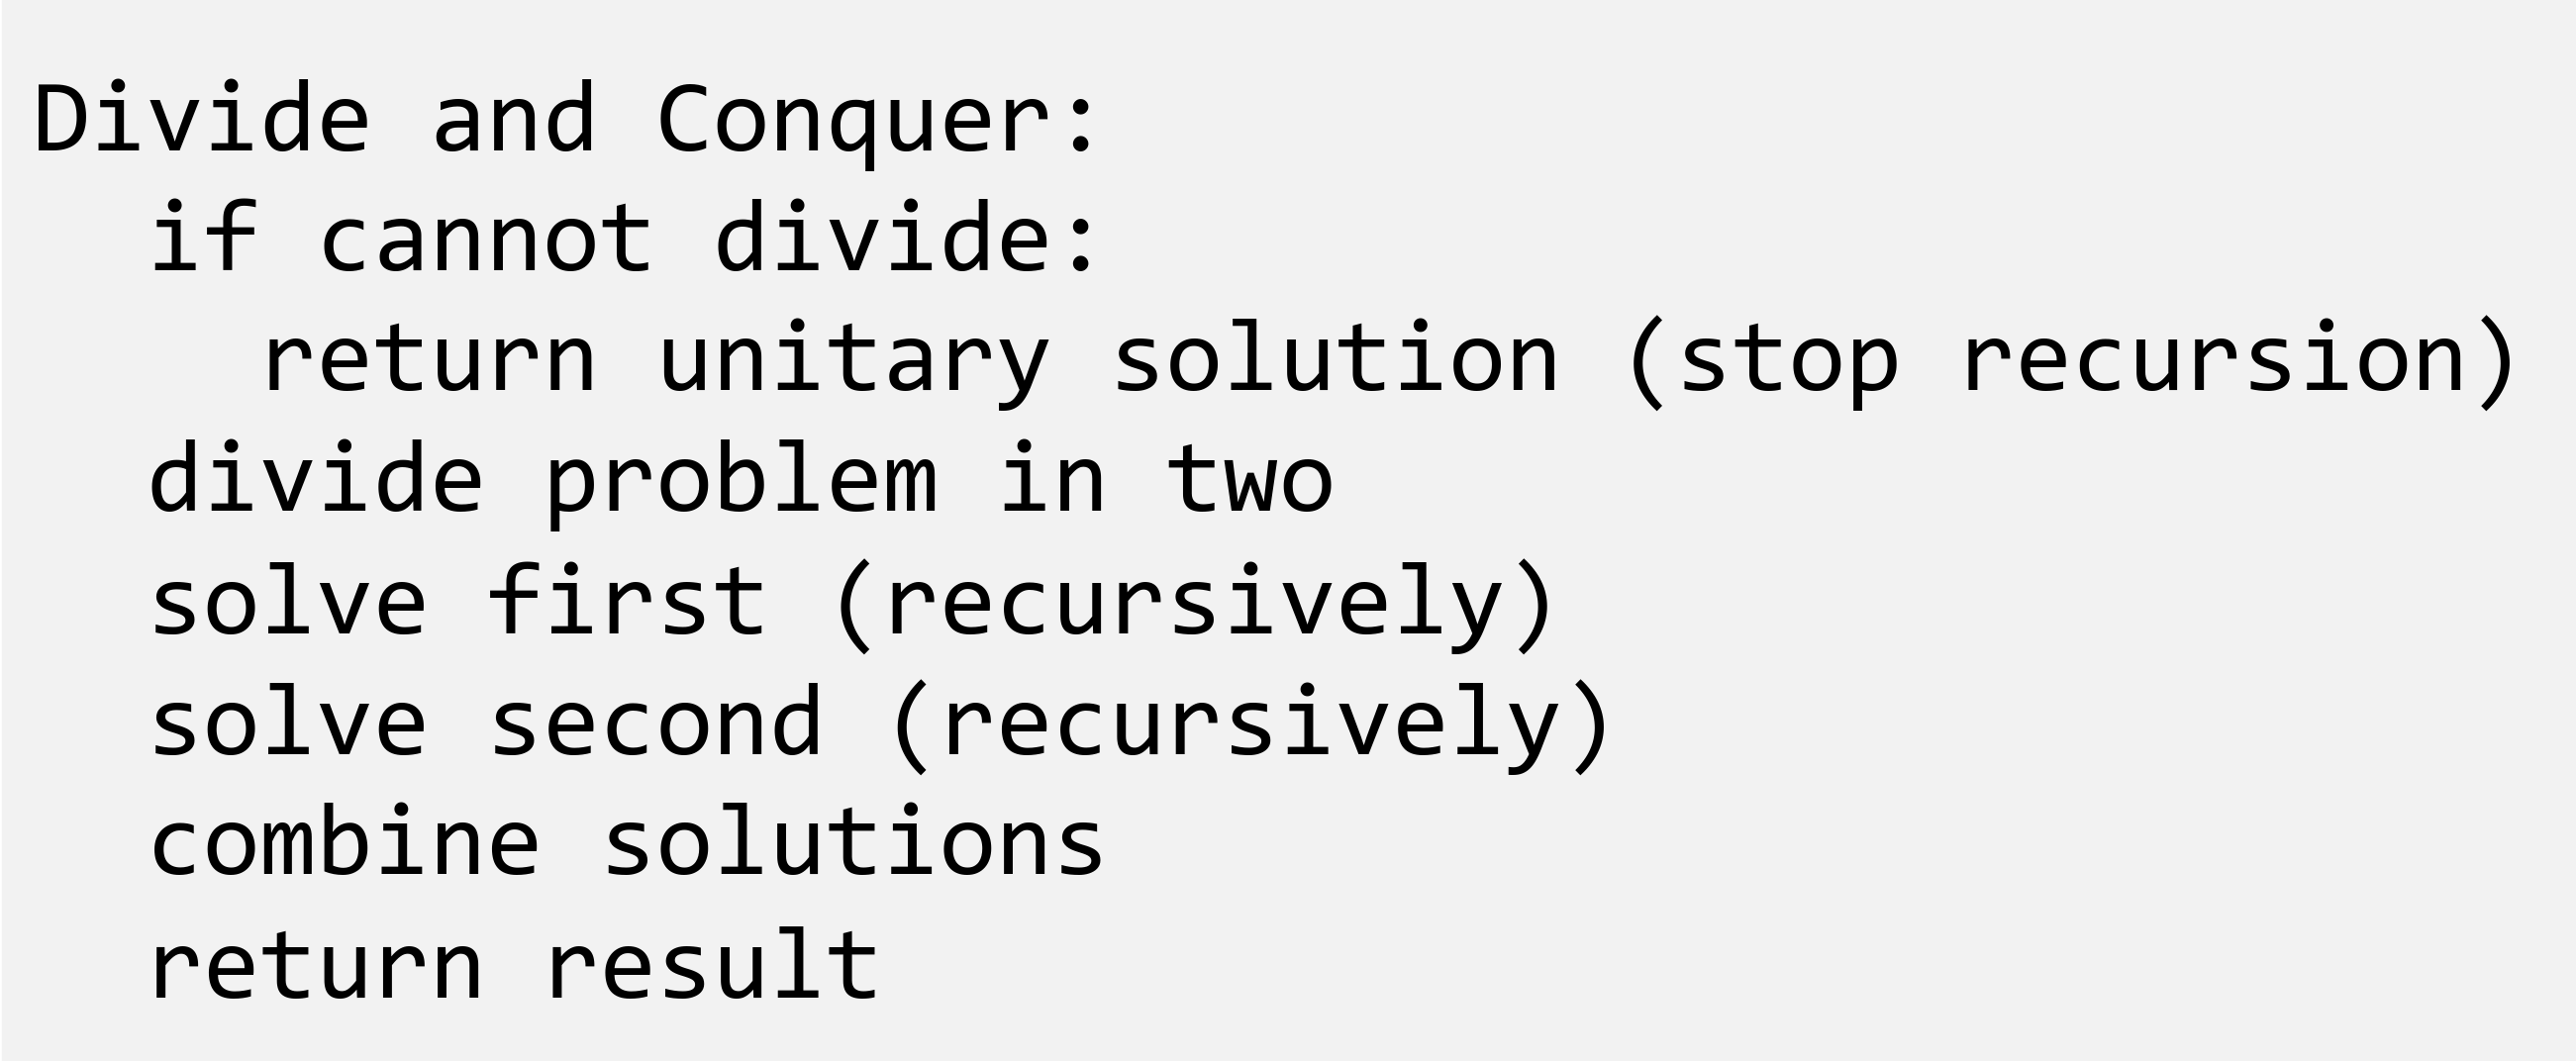 Divide and Conquer:
  if cannot divide:
    return unitary solution (stop recursion)
  divide problem in two
  solve first (recursively)
  solve second (recursively)
  combine solutions
  return result